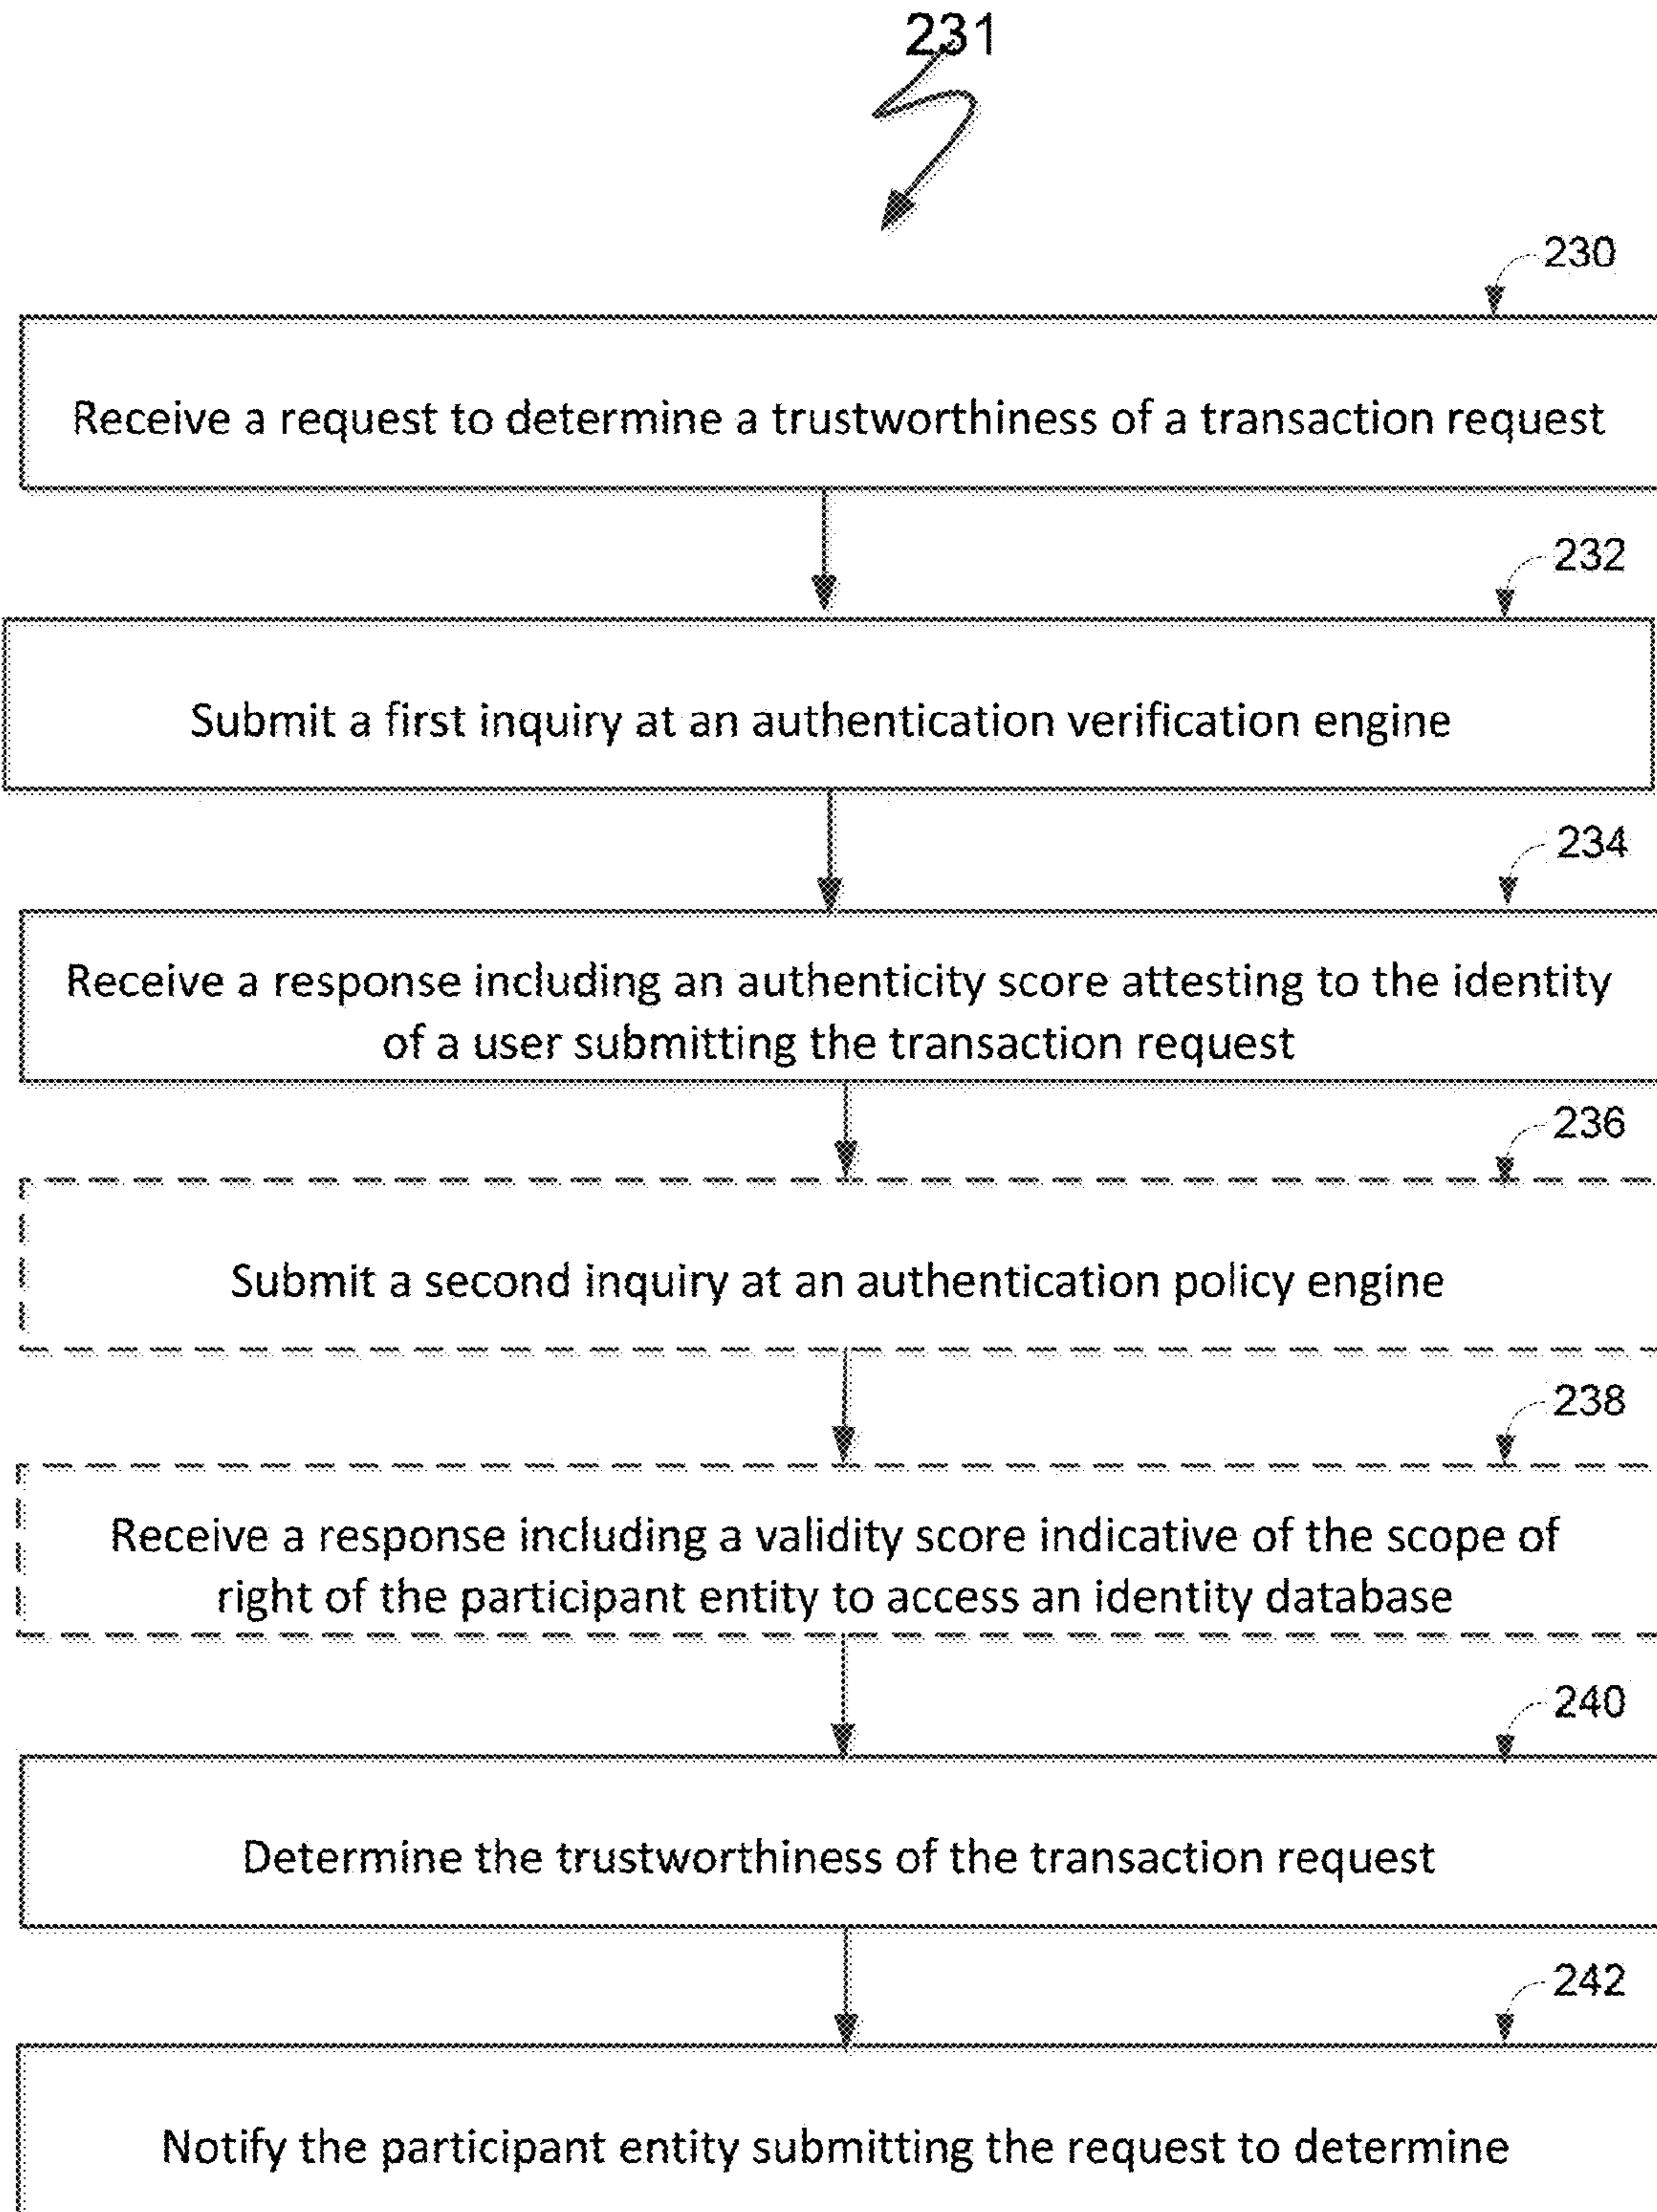 231
230
Receive a request to determine a trustworthiness of a transaction request
232
Submit a first inquiry at an authentication verification engine
234
Receive a response including an authenticity score attesting to the identity
of a user submitting the transaction request
236
Submit a second inquiry at an authentication policy engine
238
Receive a response including a validity score indicative of the scope of
right of the participant entity to access an identity database
240
Determine the trustworthiness of the transaction request
242
Notify the participant entity submitting the request to determine